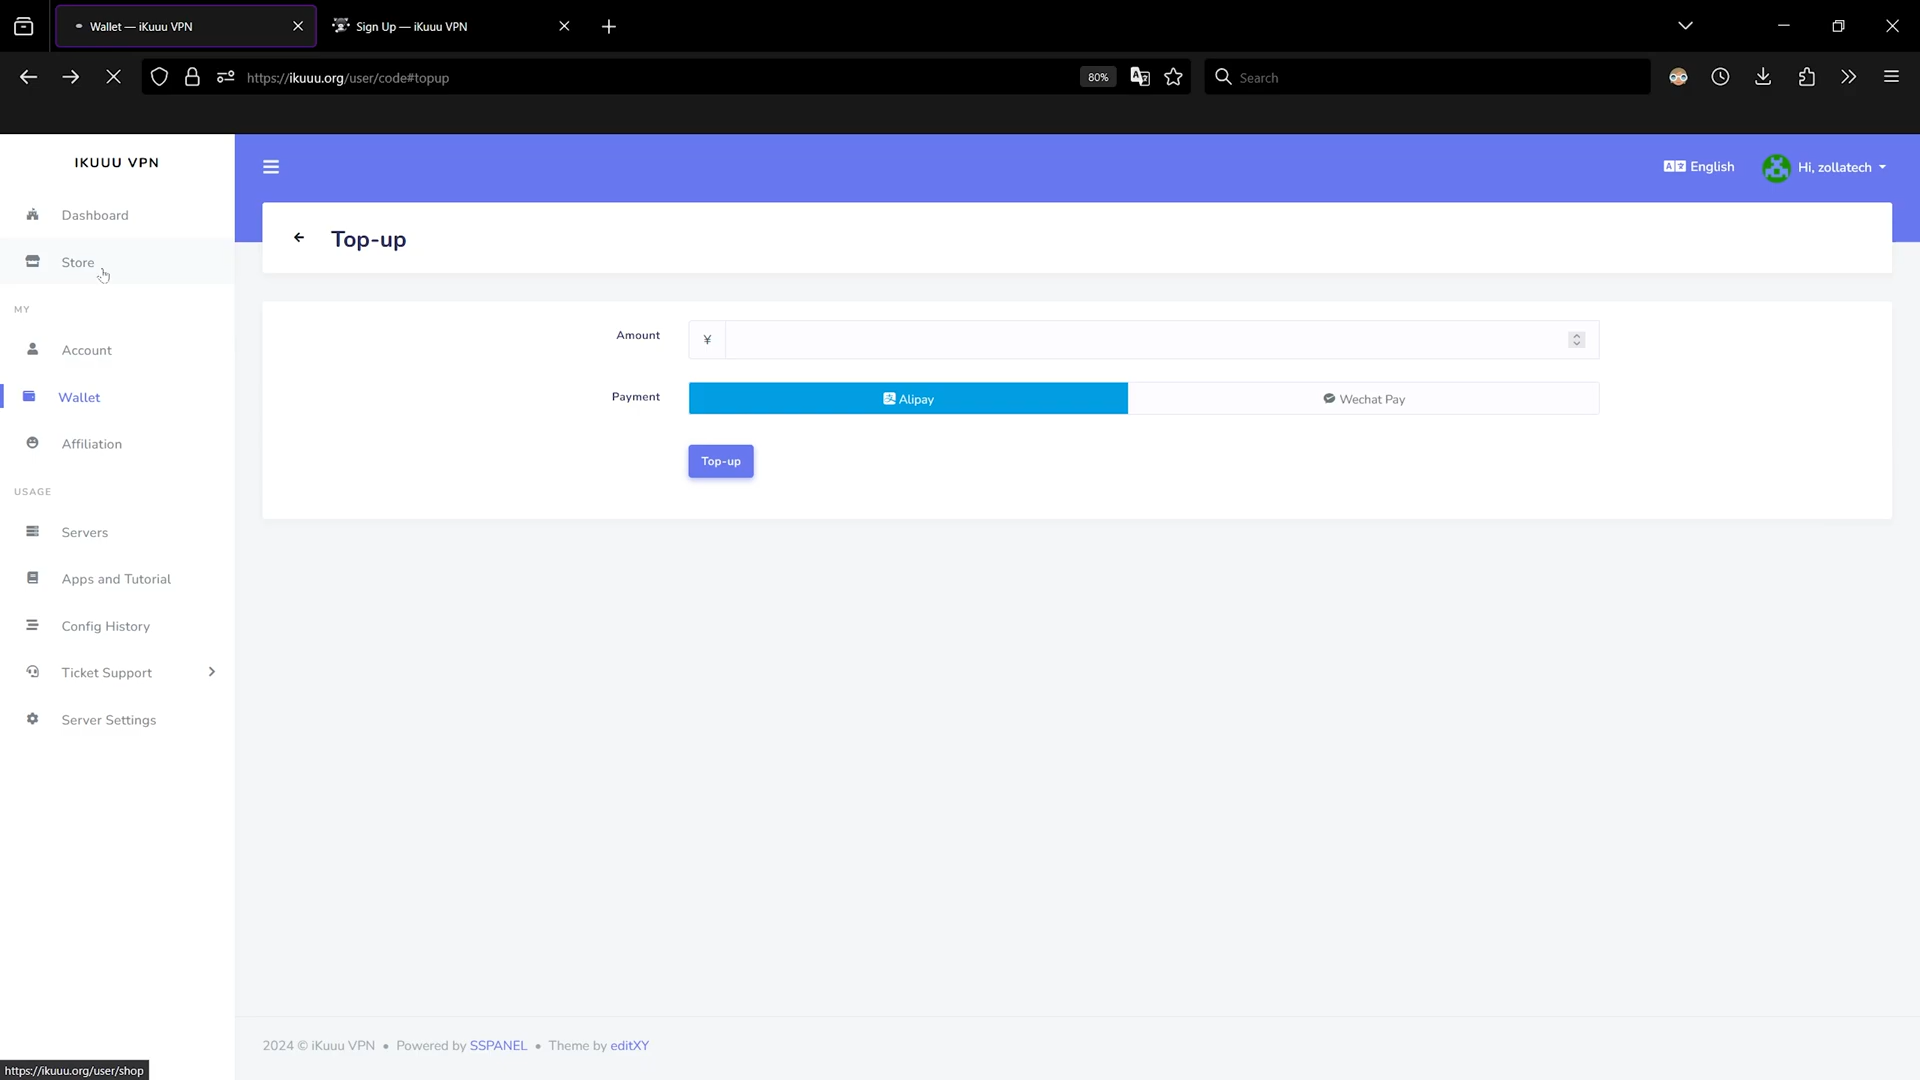 Wallet — iKuuu VPN
Sign Up — iKuuu VPN
https://ikuuu.org/user/code#topup
80%
Search
IKUUU VPN
English
Hi, zollatech
Dashboard
Top-up
Store
MY
Amount
¥
Account
Payment
Alipay
Wechat Pay
Wallet
Affiliation
Top-up
USAGE
Servers
Apps and Tutorial
Config History
Ticket Support
Server Settings
2024 © iKuuu VPN • Powered by SSPANEL • Theme by editXY
https://ikuuu.org/user/shop